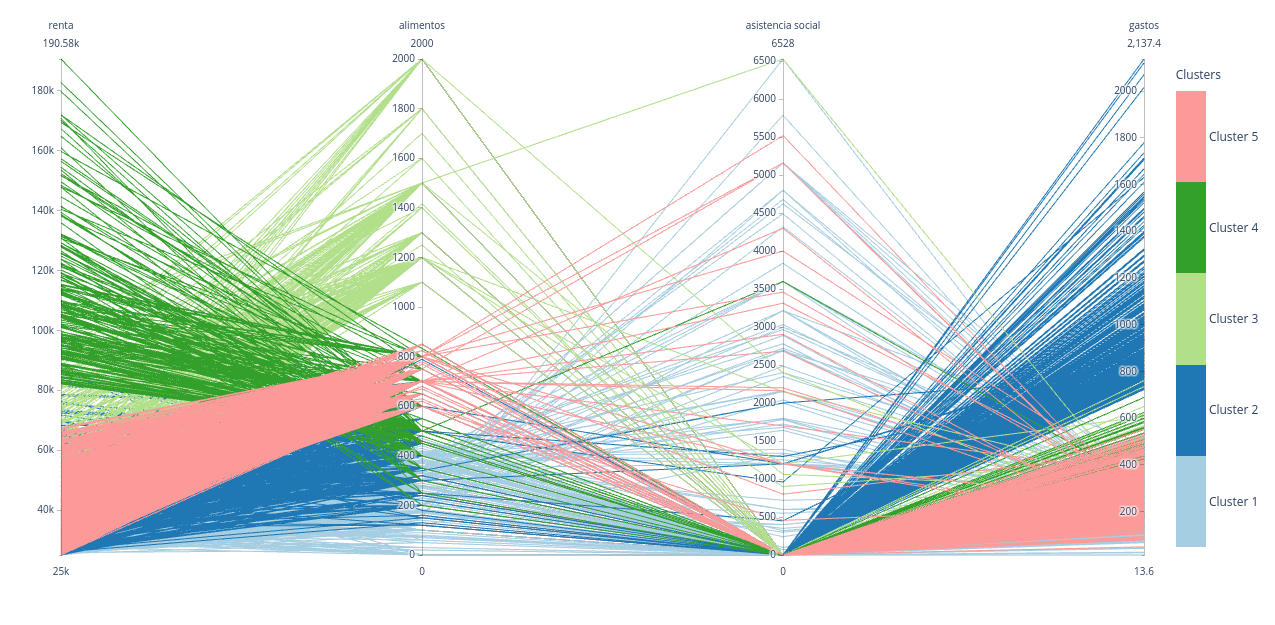 renta
190.58k
180k
160k
140k
120k
100k
80k
60k
40k
25k
alimentos
2000
2000
1800
1600
1400
1200
1000
800
600
400
200
0
0
asistencia social
6528
6500
6000
5500
5000
4500
4000
3500
3000
2500
2000
1500
1000
500
0
0
gastos
2,137.4
2000
1800
1600
1400
1200
1000
800
600
400
200
13.6
Clusters
Cluster 5
Cluster 4
Cluster 3
Cluster 2
Cluster 1